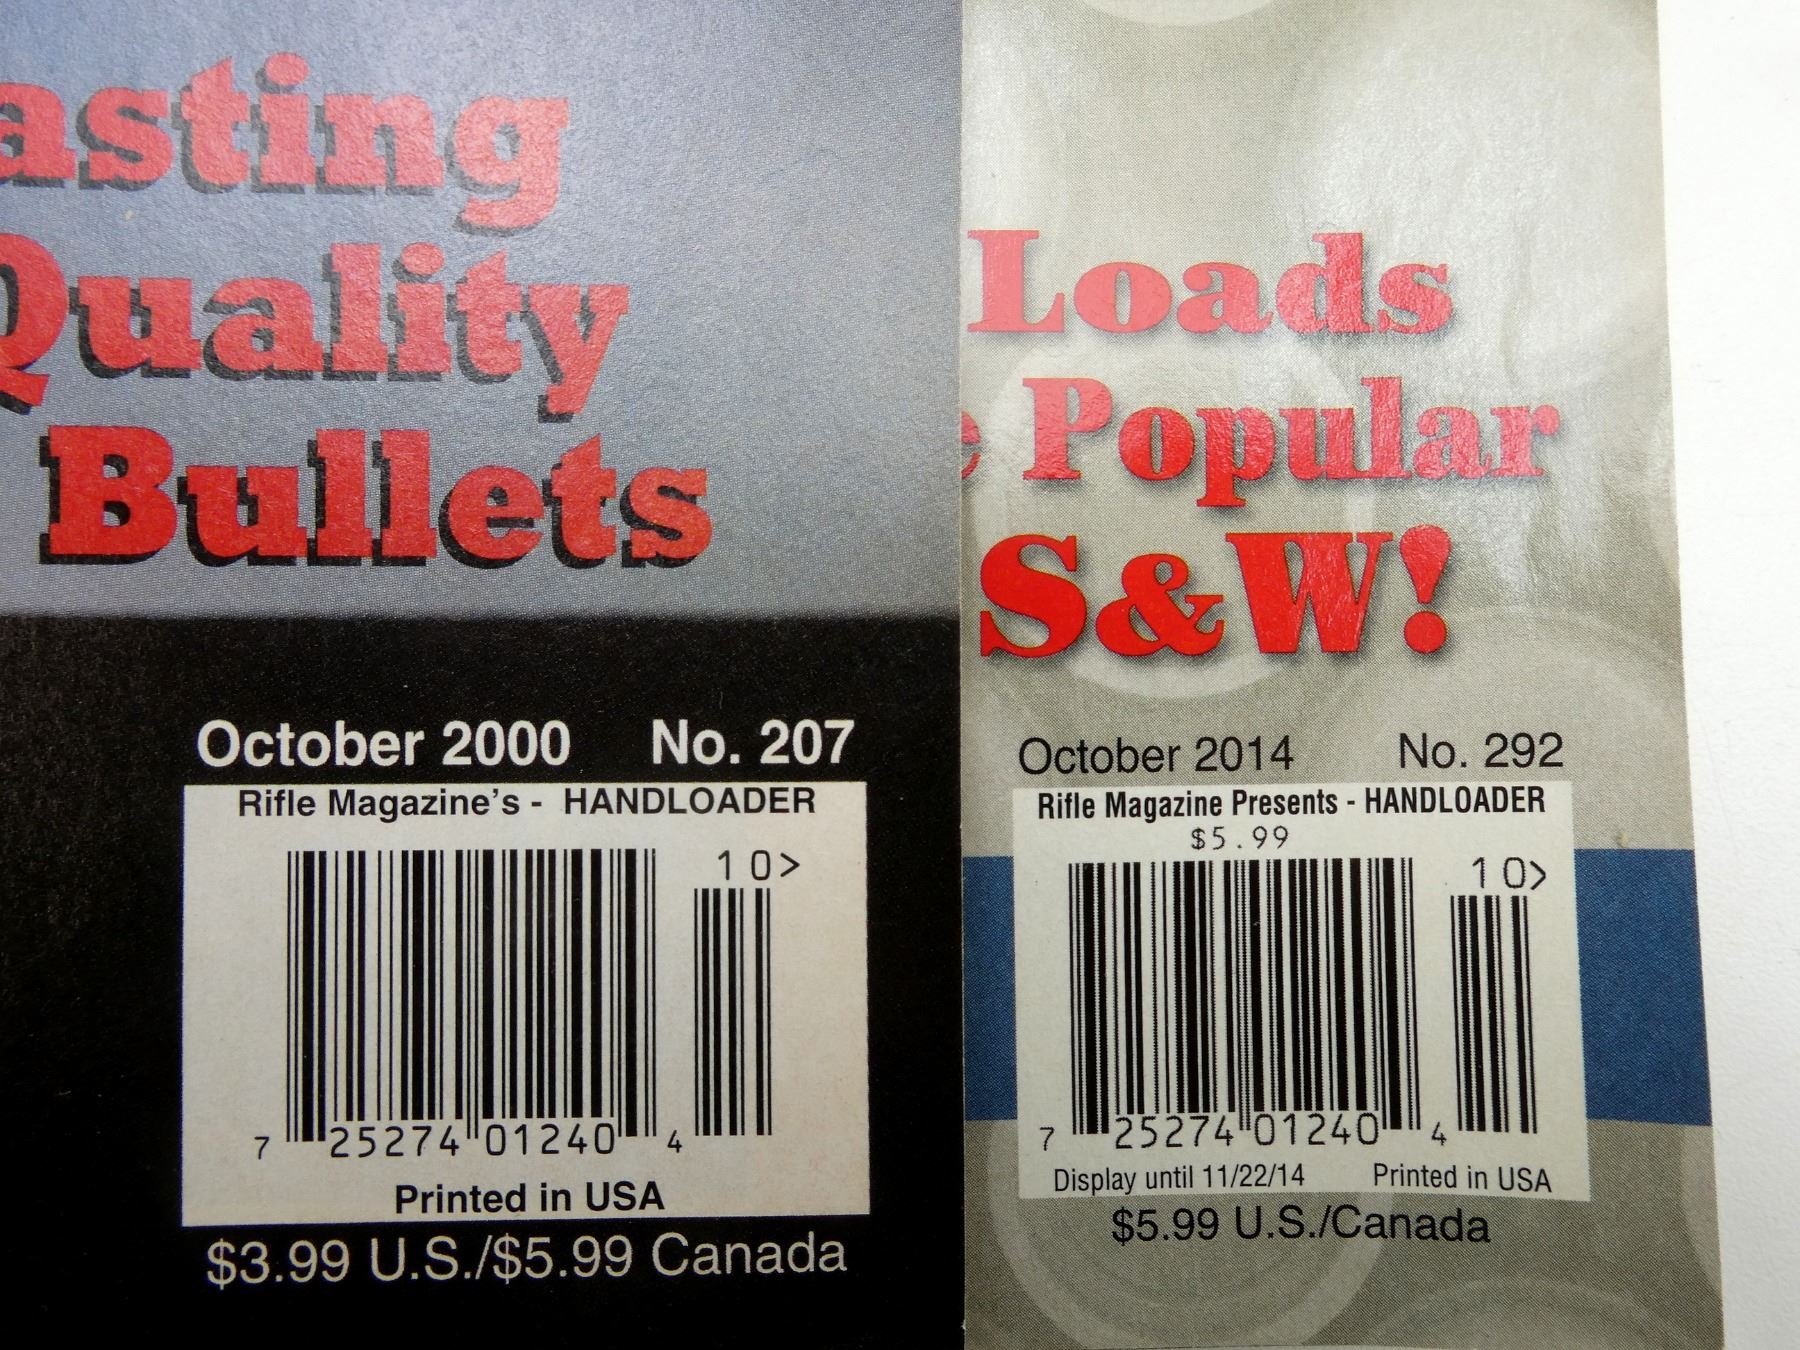 asting
Quality
Bullets
October 2000 No. 207
Rifle Magazine's - HANDLOADER
10>
7 25274 01240 4
Printed in USA
$3.99 U.S./$5.99 Canada
Loads
e Popular
S&W!
October 2014 No. 292
Rifle Magazine Presents - HANDLOADER
$5.99
10>
7 25274 01240 4
Display until 11/22/14 Printed in USA
$5.99 U.S./Canada